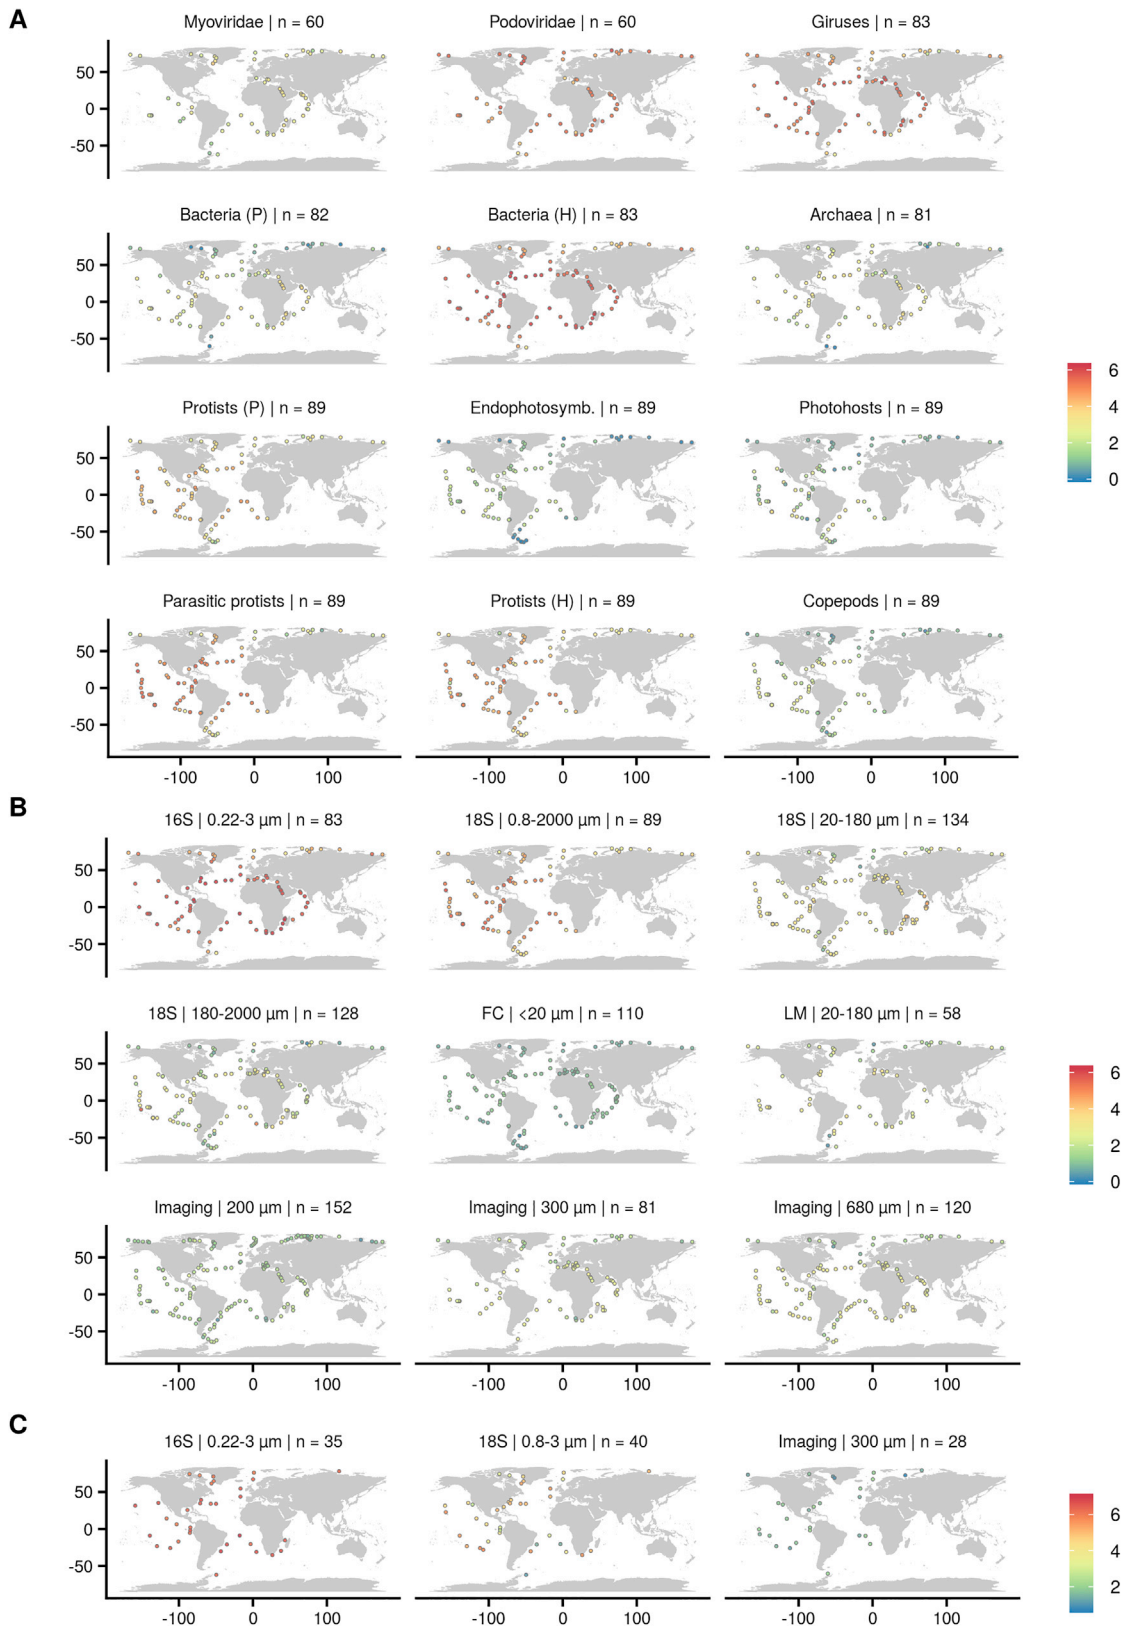 A
Myoviridae | n = 60
Podoviridae | n = 60
Giruses | n = 83
50
0
-50
Bacteria (P) | n = 82
Bacteria (H) | n = 83
Archaea | n = 81
50
0
-50
6
4
2
0
Protists (P) | n = 89
Endophotosymb. | n = 89
Photohosts | n = 89
50
0
-50
Parasitic protists | n = 89
Protists (H) | n = 89
Copepods | n = 89
50
0
-50
-100 0 100
-100 0 100
-100 0 100
B
16S | 0.22-3 µm | n = 83
18S | 0.8-2000 µm | n = 89
18S | 20-180 µm | n = 134
50
0
-50
18S | 180-2000 µm | n = 128
FC | <20 µm | n = 110
LM | 20-180 µm | n = 58
50
0
-50
6
4
2
0
Imaging | 200 µm | n = 152
Imaging | 300 µm | n = 81
Imaging | 680 µm | n = 120
50
0
-50
-100 0 100
-100 0 100
-100 0 100
C
16S | 0.22-3 µm | n = 35
18S | 0.8-3 µm | n = 40
Imaging | 300 µm | n = 28
50
0
-50
6
4
2
-100 0 100
-100 0 100
-100 0 100